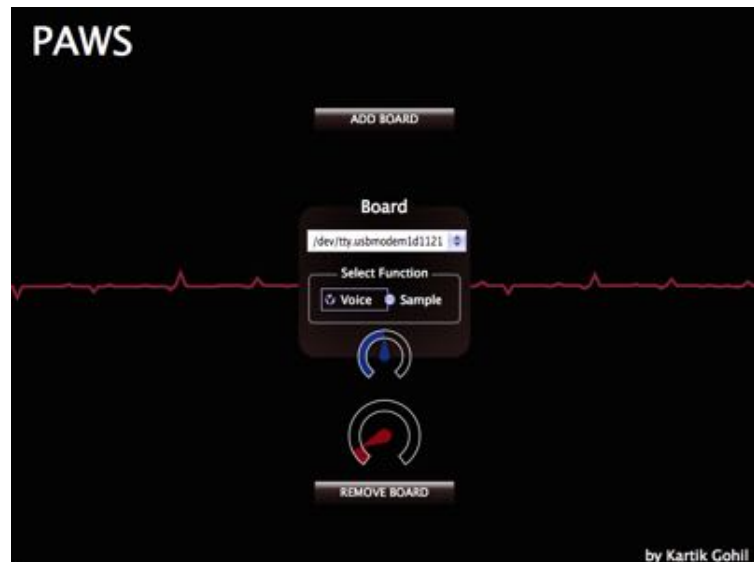 PAWS
ADD BOARD
Board
/dev/tty.usbmodem1d1121
Select Function
Voice Sample
REMOVE BOARD
by Kartik Gohil